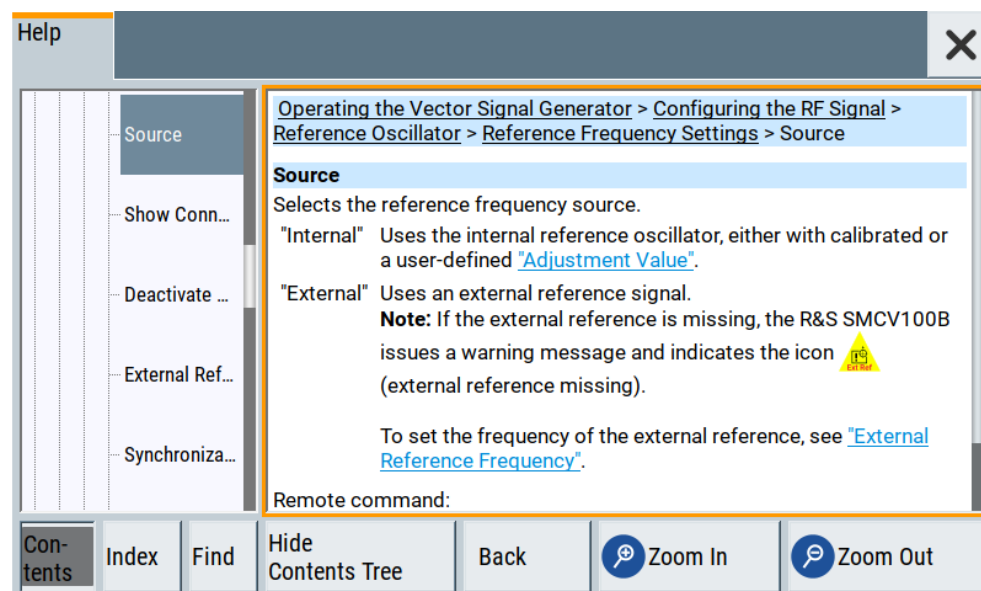 Help
Source
Show Conn...
Deactivate ...
External Ref...
Synchroniza...
Operating the Vector Signal Generator > Configuring the RF Signal >
Reference Oscillator > Reference Frequency Settings > Source
Source
Selects the reference frequency source.
"Internal" Uses the internal reference oscillator, either with calibrated or
a user-defined "Adjustment Value".
"External" Uses an external reference signal.
Note: If the external reference is missing, the R&S SMCV100B
issues a warning message and indicates the icon
Ext Ref
(external reference missing).
To set the frequency of the external reference, see "External
Reference Frequency".
Remote command:
Con-
tents
Index
Find
Hide
Contents Tree
Back
Zoom In
Zoom Out